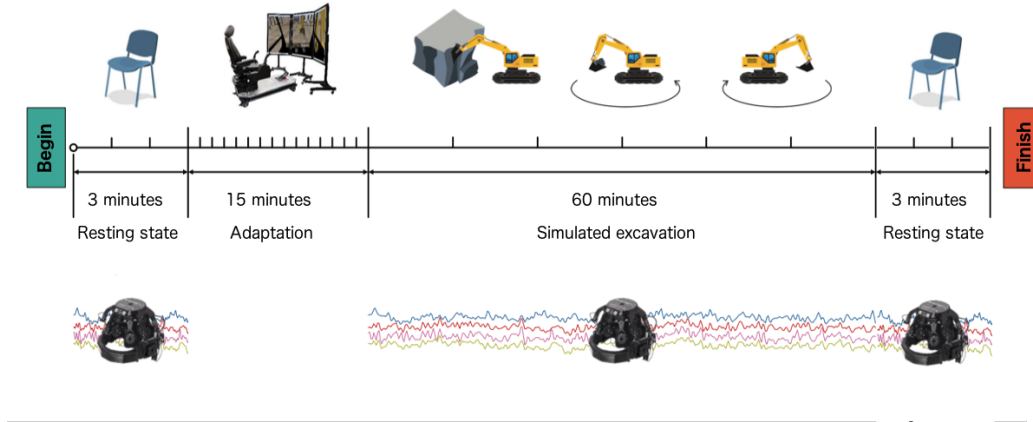 Begin
3 minutes
15 minutes
60 minutes
3 minutes
Resting state
Adaptation
Simulated excavation
Resting state
Finish